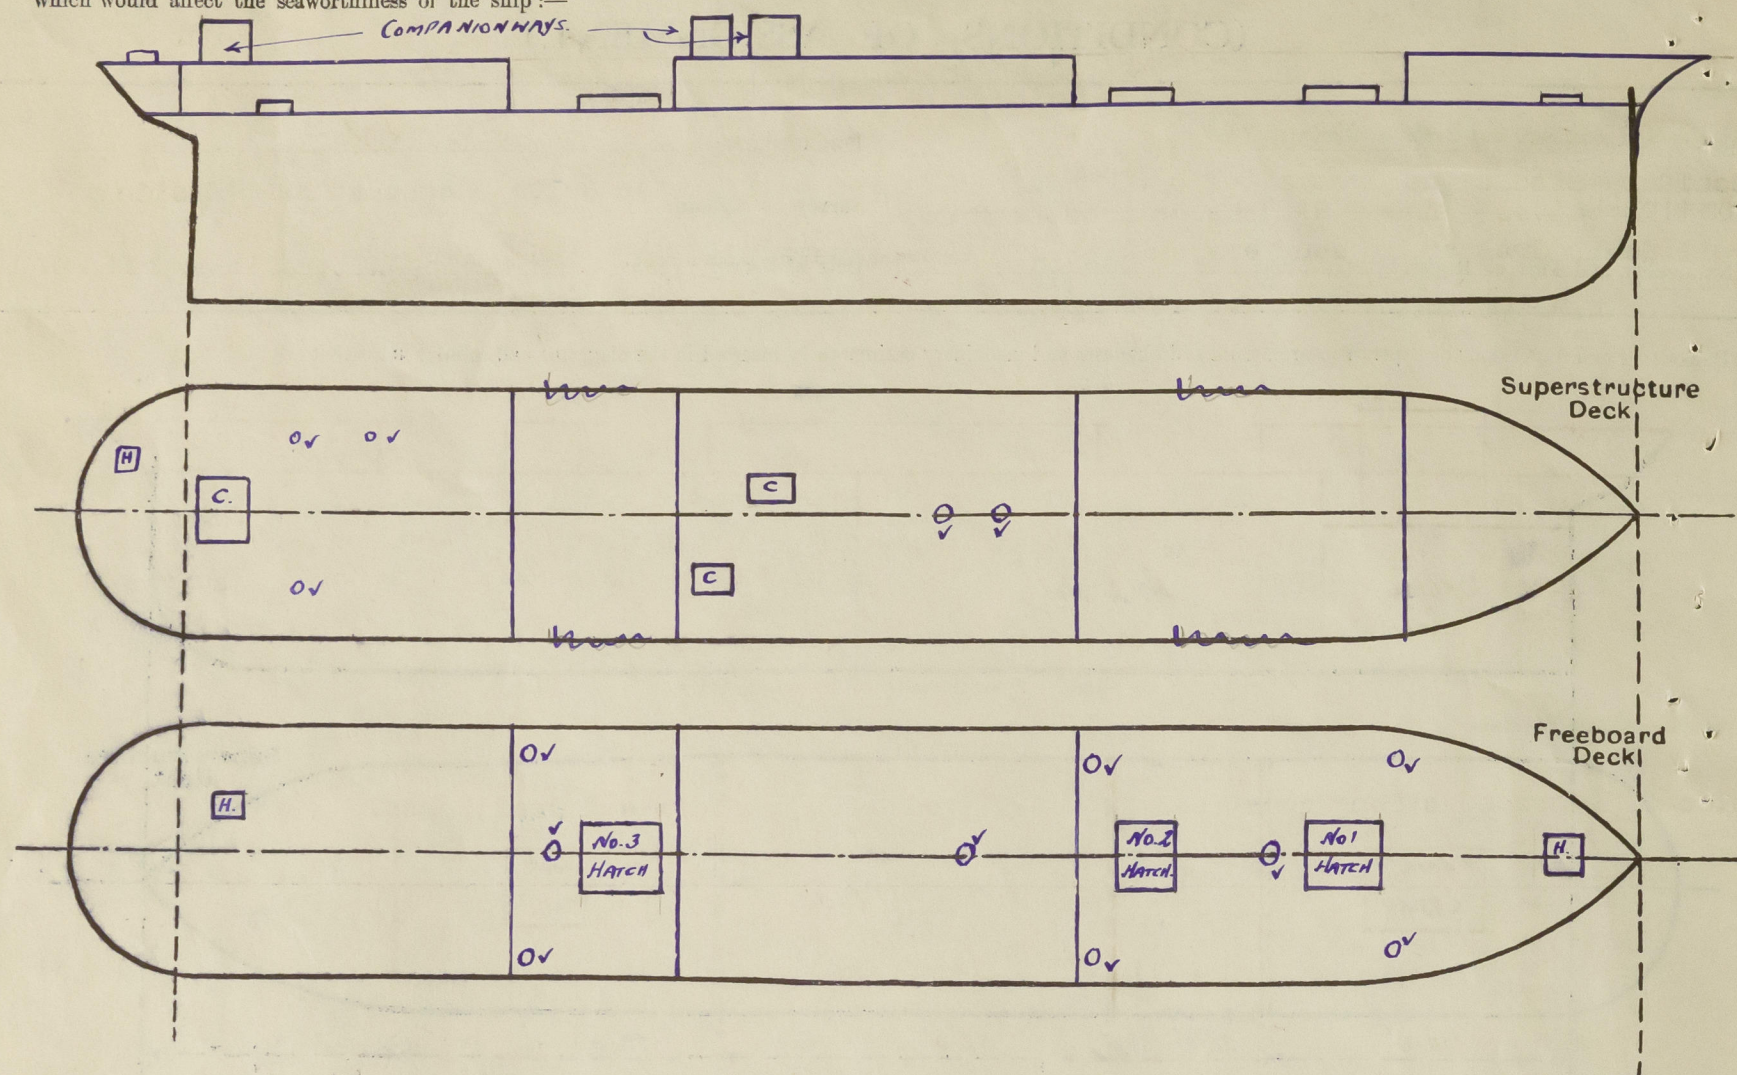 which would affect the seaworthiness of the ship :—
COMPANIONWAYS.
Superstructure
Deck
H
C.
C
C
Freeboard
Deck
H.
No. 3
HATCH
No. 2
HATCH.
No 1
HATCH
H.